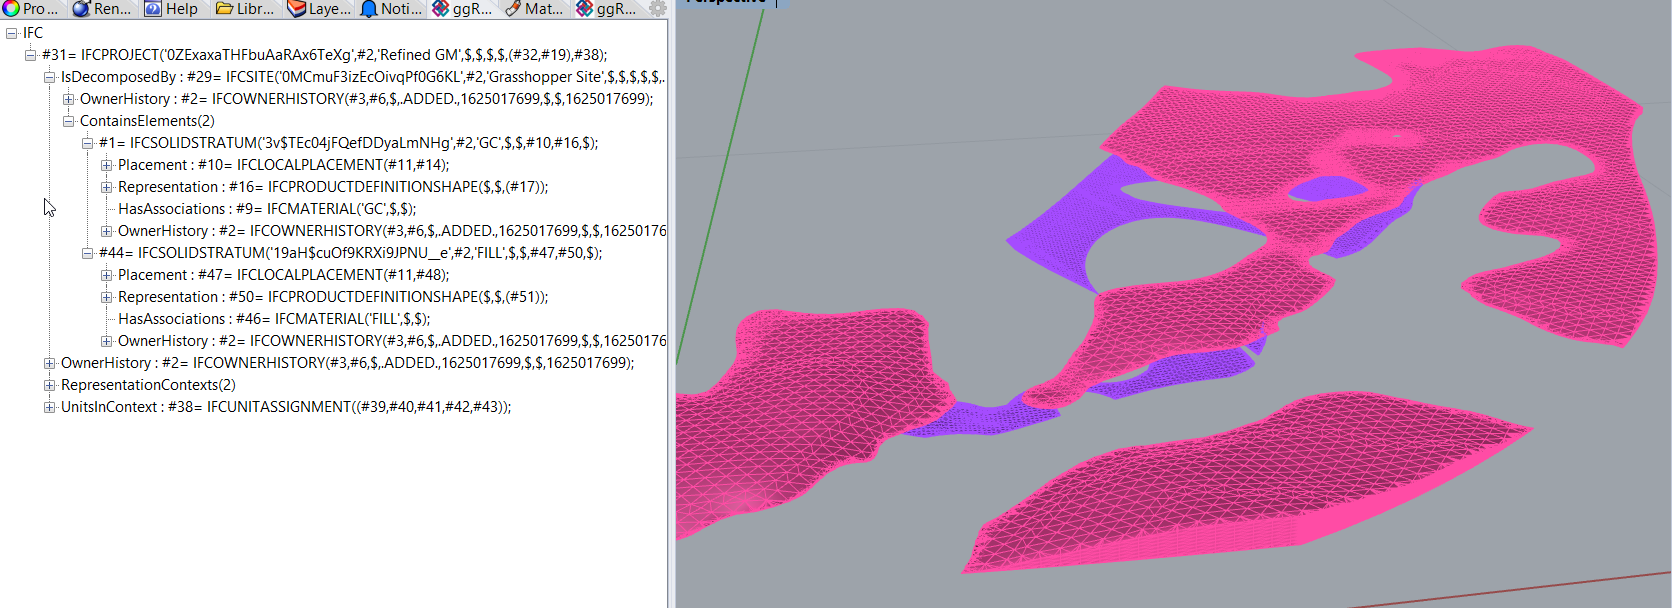 Pro ... Ren... Help Libr... Laye... Noti... ggR... Mat... ggR...
IFC
#31= IFCPROJECT('0ZExaxaTHFbuAaRAx6TeXg',#2,'Refined GM',$,$,$,$,(#32,#19),#38);
IsDecomposedBy : #29= IFCSITE('0MCmuF3izEcOivqPf0G6KL',#2,'Grasshopper Site',$,$,$,$,$,.
OwnerHistory : #2= IFCOWNERHISTORY(#3,#6,$,.ADDED.,1625017699,$,$,1625017699);
ContainsElements(2)
#1= IFCSOLIDSTRATUM('3v$TEc04jFQefDDyaLmNHg',#2,'GC',$,$,#10,#16,$);
Placement : #10= IFCLOCALPLACEMENT(#11,#14);
Representation : #16= IFCPRODUCTDEFINITIONSHAPE($,$,(#17));
HasAssociations : #9= IFCMATERIAL('GC',$,$);
OwnerHistory : #2= IFCOWNERHISTORY(#3,#6,$,.ADDED.,1625017699,$,$,16250176
#44= IFCSOLIDSTRATUM('19aH$cuOf9KRXi9JPNU__e',#2,'FILL',$,$,#47,#50,$);
Placement : #47= IFCLOCALPLACEMENT(#11,#48);
Representation : #50= IFCPRODUCTDEFINITIONSHAPE($,$,(#51));
HasAssociations : #46= IFCMATERIAL('FILL',$,$);
OwnerHistory : #2= IFCOWNERHISTORY(#3,#6,$,.ADDED.,1625017699,$,$,16250176
OwnerHistory : #2= IFCOWNERHISTORY(#3,#6,$,.ADDED.,1625017699,$,$,1625017699);
RepresentationContexts(2)
UnitsInContext : #38= IFCUNITASSIGNMENT((#39,#40,#41,#42,#43));
Perspective